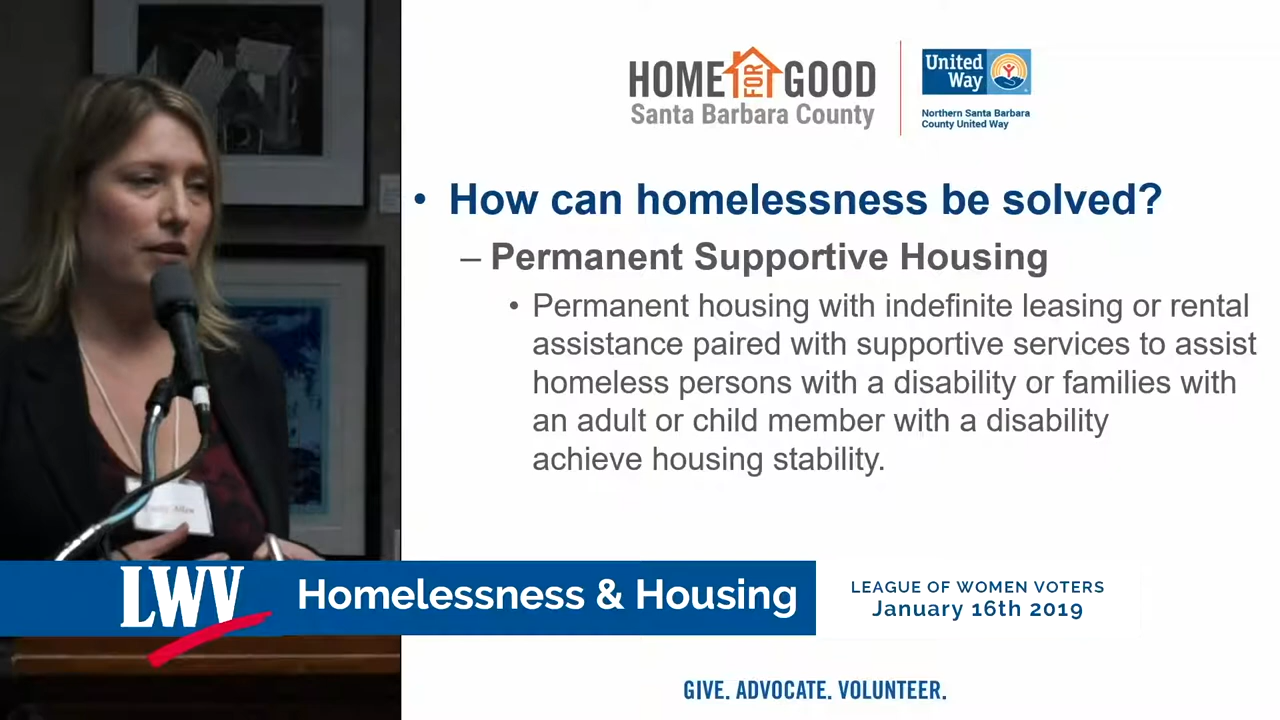 HOME FOR GOOD
Santa Barbara County
United
Way
Northern Santa Barbara
County United Way
• How can homelessness be solved?
– Permanent Supportive Housing
• Permanent housing with indefinite leasing or rental
assistance paired with supportive services to assist
homeless persons with a disability or families with
an adult or child member with a disability
achieve housing stability.
Allen
LWV
Homelessness & Housing
LEAGUE OF WOMEN VOTERS
January 16th 2019
GIVE. ADVOCATE. VOLUNTEER.